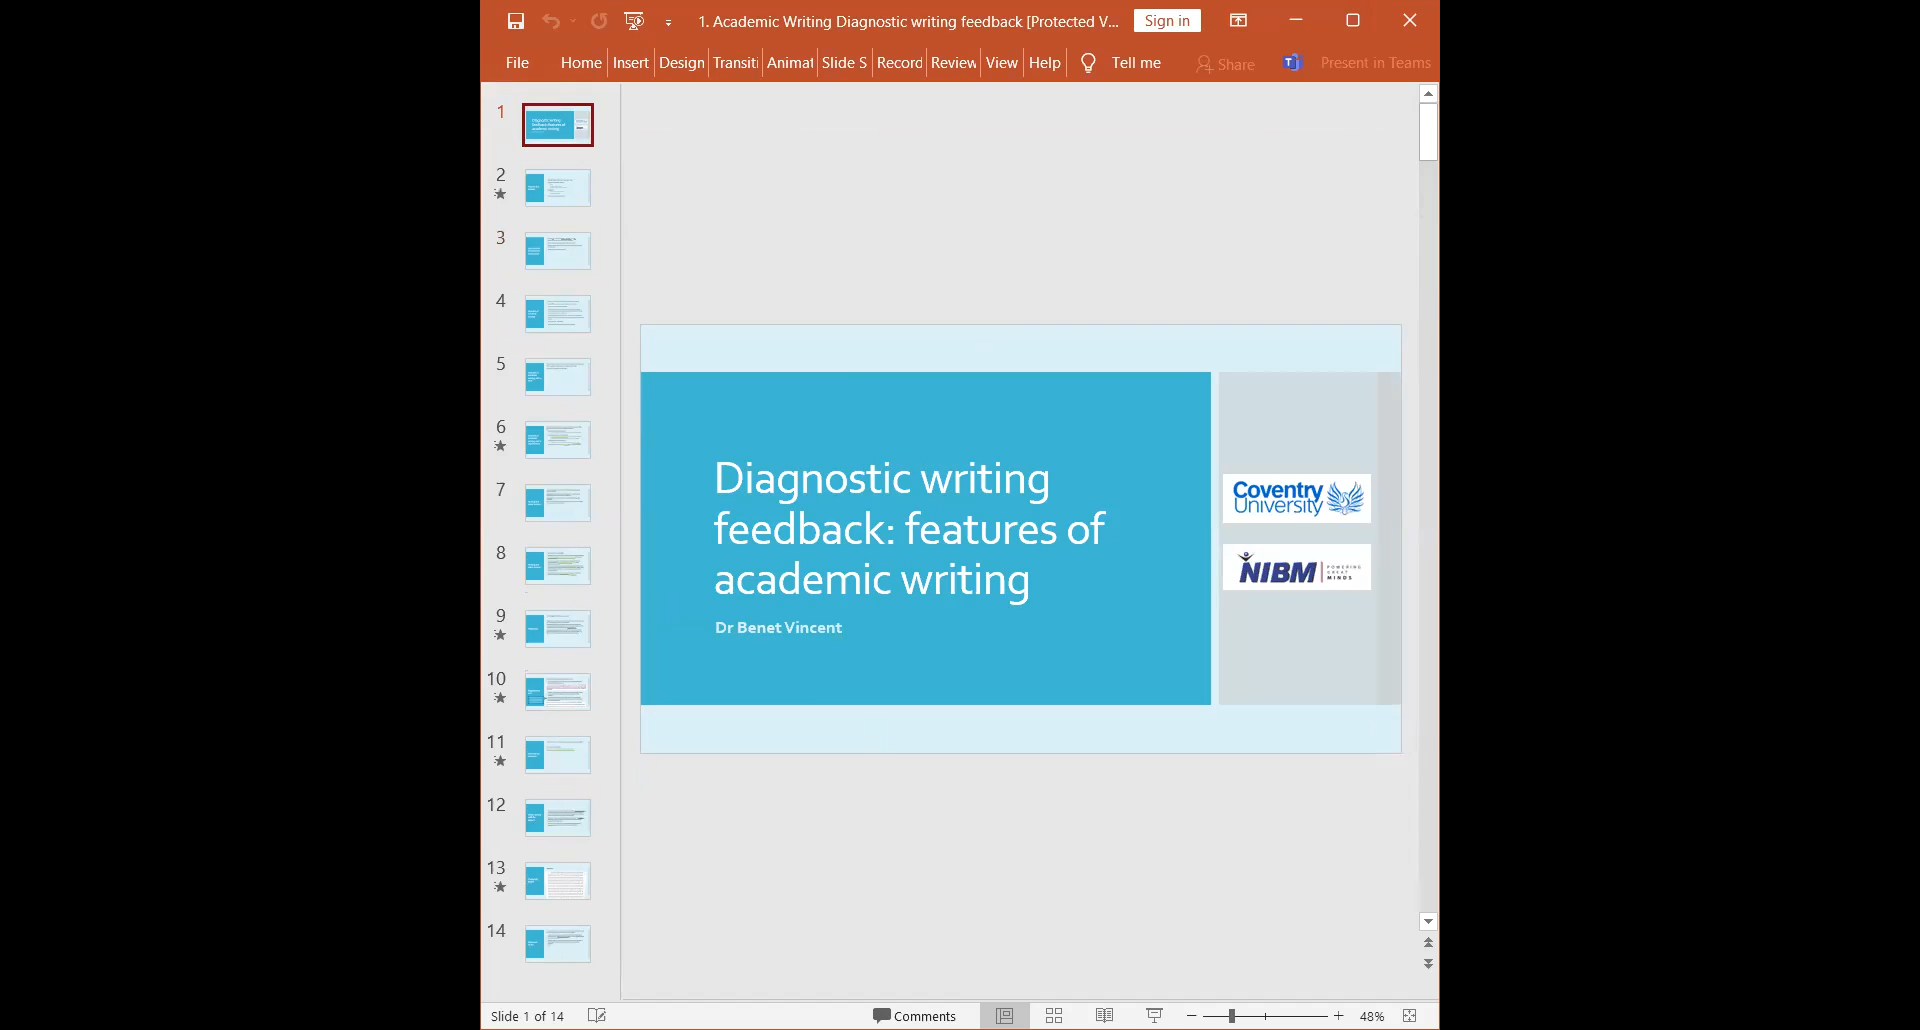 1. Academic Writing Diagnostic writing feedback [Protected V...
Sign in
File Home Insert Design Transiti Animat Slide S Record Review View Help Tell me Share Present in Teams
1
2
3
4
5
6
7
8
9
10
11
12
13
14
Diagnostic writing
feedback: features of
academic writing
Dr Benet Vincent
Coventry
University
NIBM POWERING GREAT MINDS
Slide 1 of 14 Comments 48%